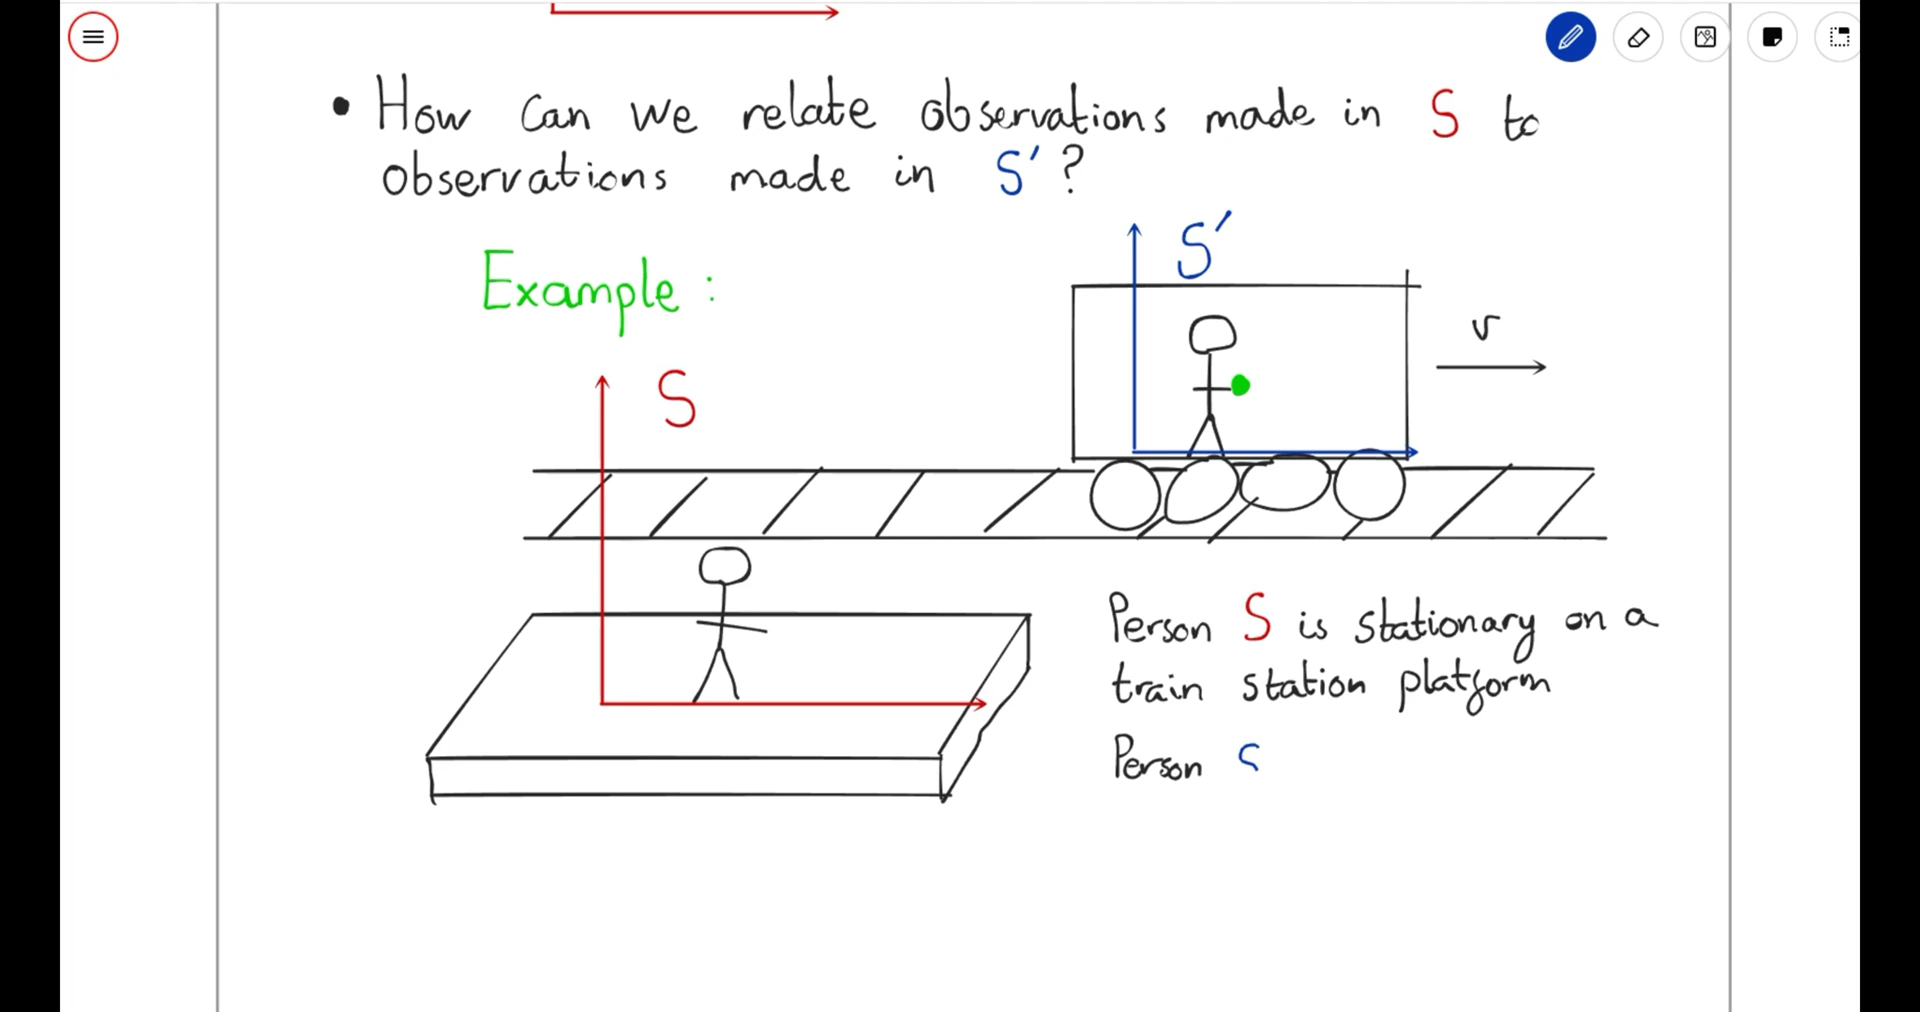 • How can we relate observations made in S to
observations made in S′?
S′
Example :
v
S
Person S is stationary on a
train station platform
Person S